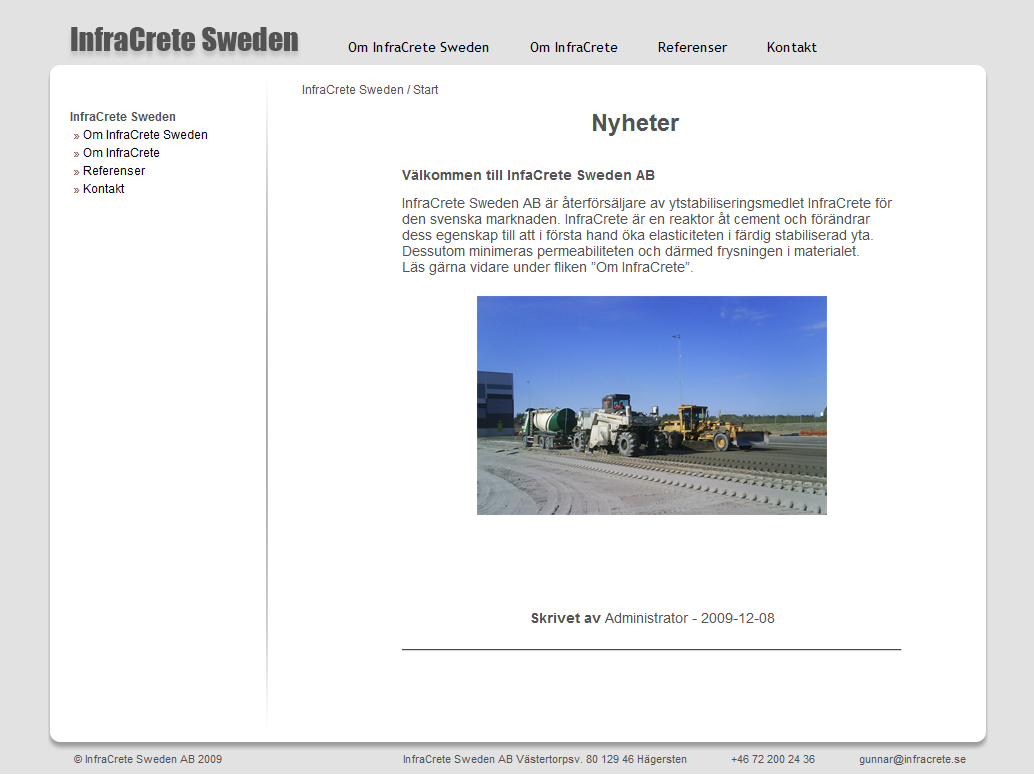 InfraCrete Sweden
Om InfraCrete Sweden
Om InfraCrete
Referenser
Kontakt
InfraCrete Sweden / Start
InfraCrete Sweden
» Om InfraCrete Sweden
» Om InfraCrete
» Referenser
» Kontakt
Nyheter
Välkommen till InfaCrete Sweden AB
InfraCrete Sweden AB är återförsäljare av ytstabiliseringsmedlet InfraCrete för
den svenska marknaden. InfraCrete är en reaktor åt cement och förändrar
dess egenskap till att i första hand öka elasticiteten i färdig stabiliserad yta.
Dessutom minimeras permeabiliteten och därmed frysningen i materialet.
Läs gärna vidare under fliken ”Om InfraCrete”.
Skrivet av Administrator - 2009-12-08
© InfraCrete Sweden AB 2009
InfraCrete Sweden AB Västertorpsv. 80 129 46 Hägersten
+46 72 200 24 36
gunnar@infracrete.se